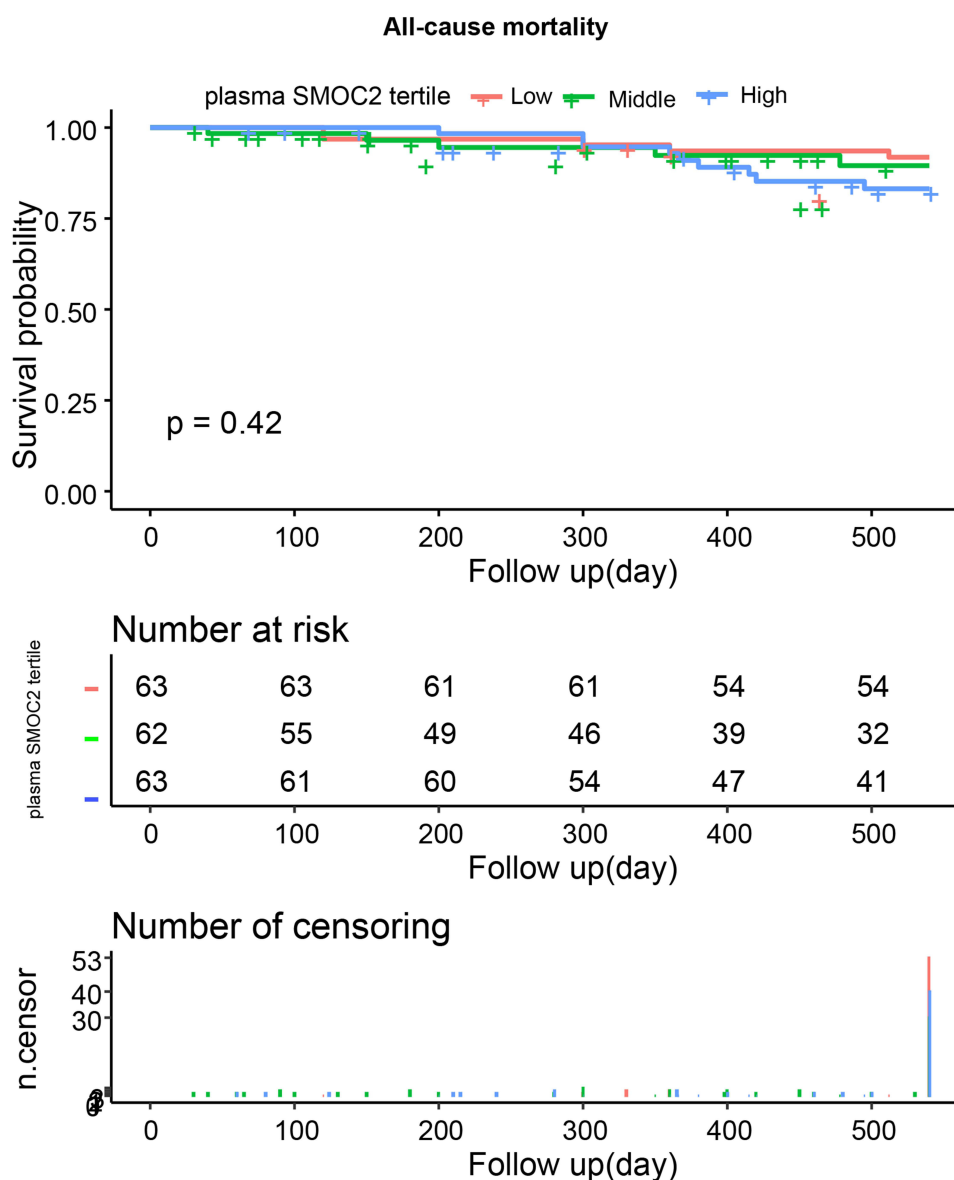 All-cause mortality
plasma SMOC2 tertile Low Middle High
1.00
0.75
0.50
0.25
0.00
Survival probability
p = 0.42
0 100 200 300 400 500
Follow up(day)
Number at risk
plasma SMOC2 tertile
63 63 61 61 54 54
62 55 49 46 39 32
63 61 60 54 47 41
0 100 200 300 400 500
Follow up(day)
Number of censoring
n.censor
53
40
30
0 100 200 300 400 500
Follow up(day)